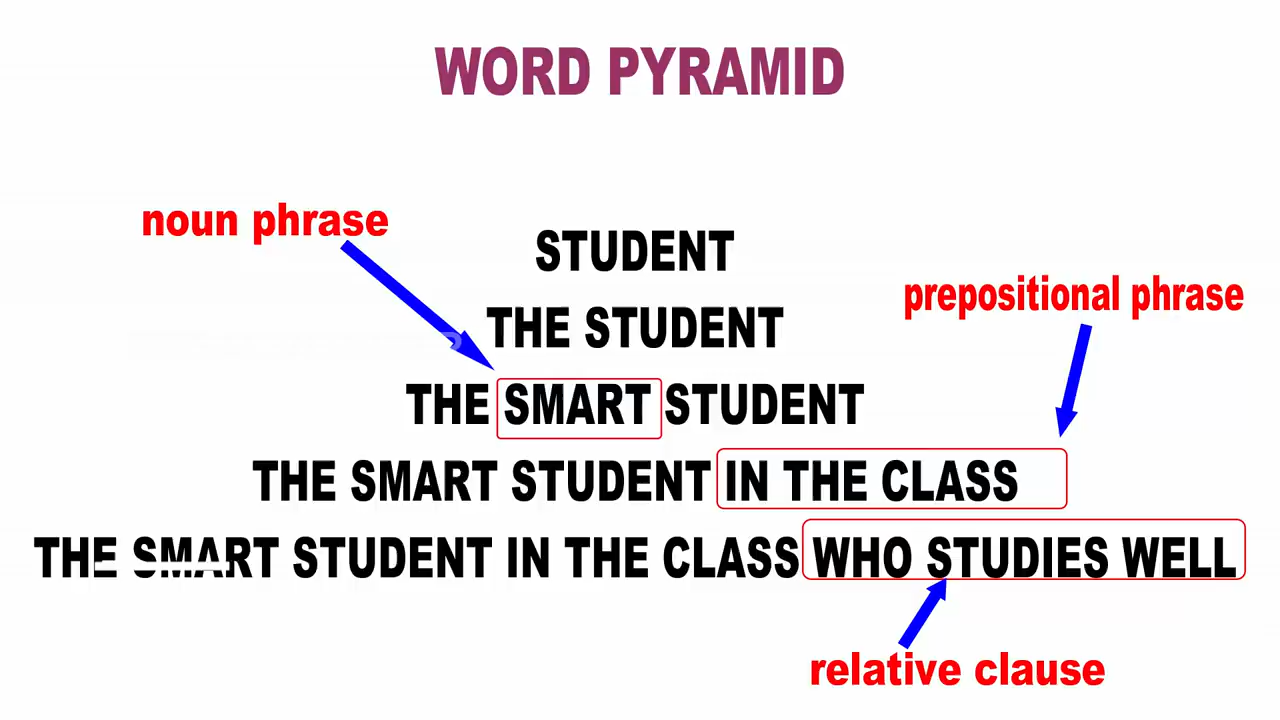 WORD PYRAMID
noun phrase
STUDENT
prepositional phrase
THE STUDENT
THE SMART STUDENT
THE SMART STUDENT IN THE CLASS
THE SMART STUDENT IN THE CLASS WHO STUDIES WELL
relative clause